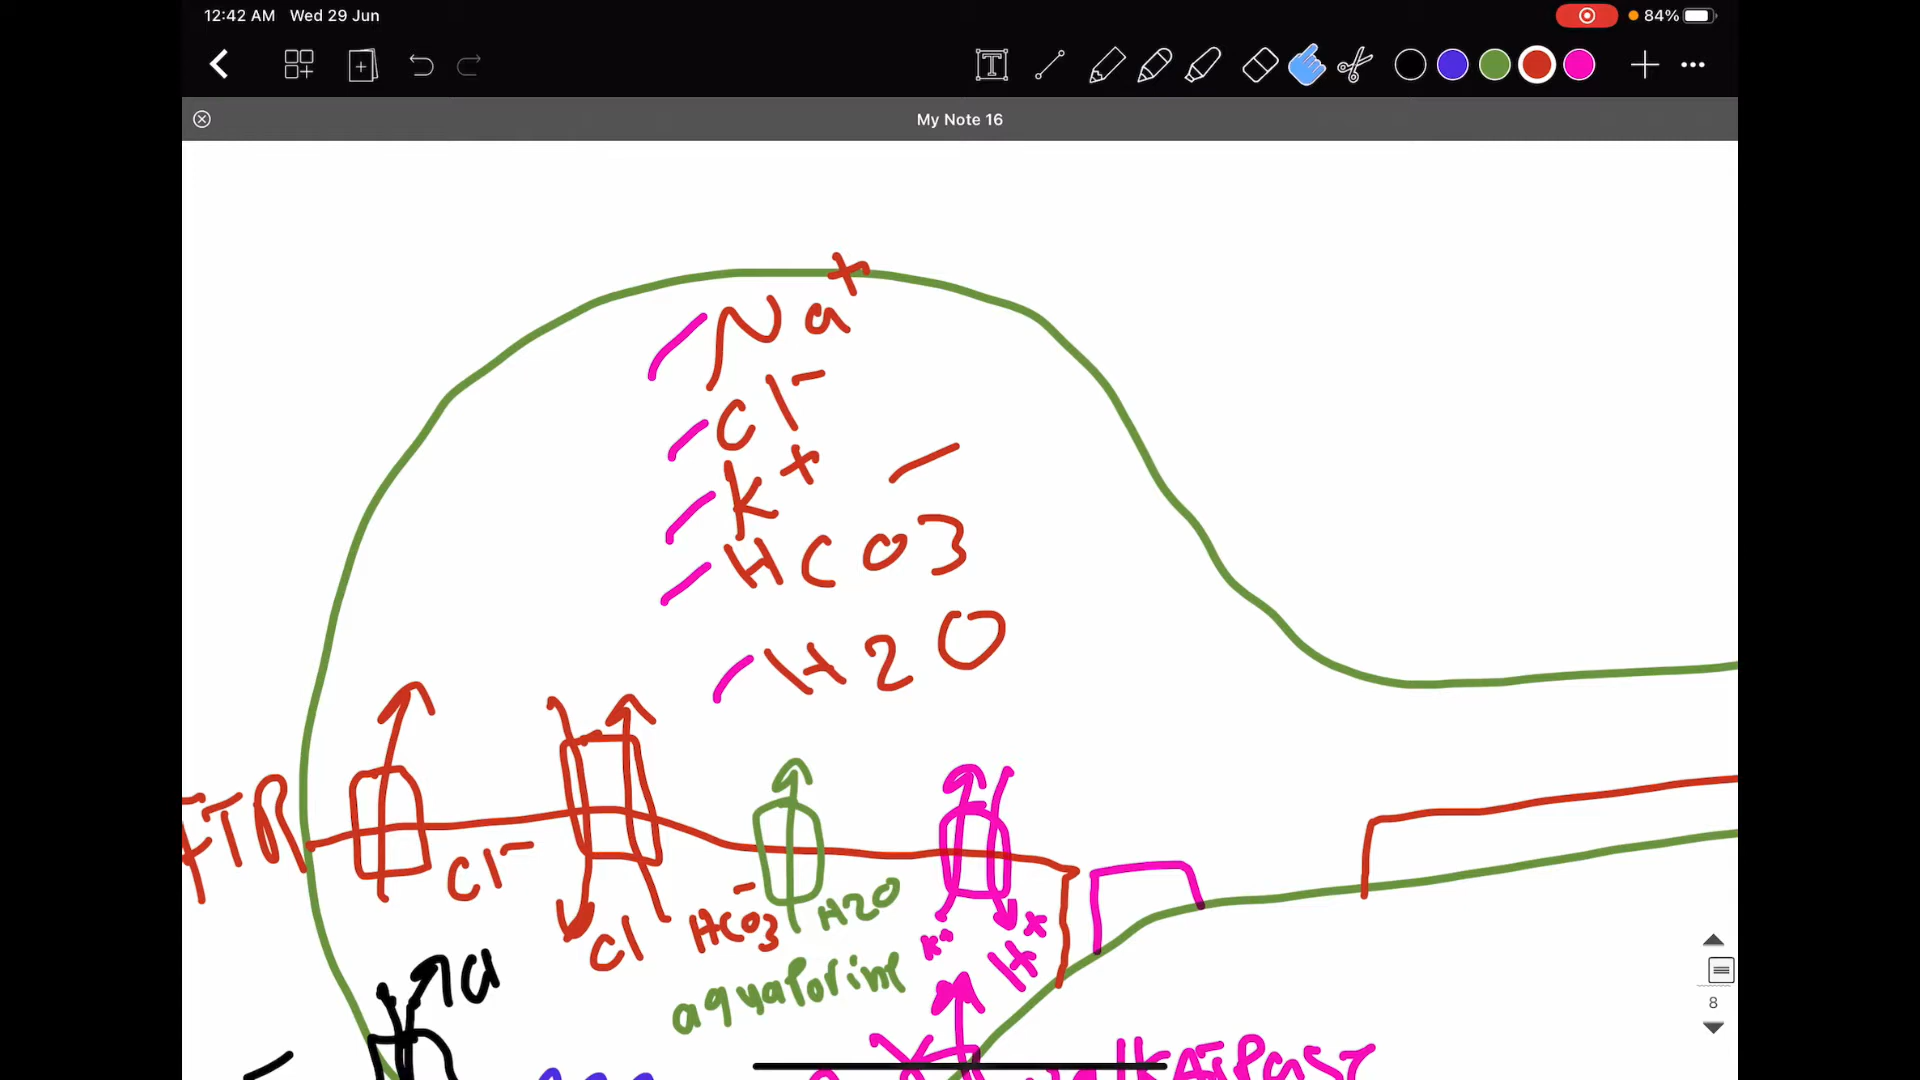 12:42 AM Wed 29 Jun
84%
T
My Note 16
Na+
Cl-
K+
HCO3-
H2O
FTR
Cl-
Cl
HCO3-
H2O
K+
H+
aquaporine
Cl
8